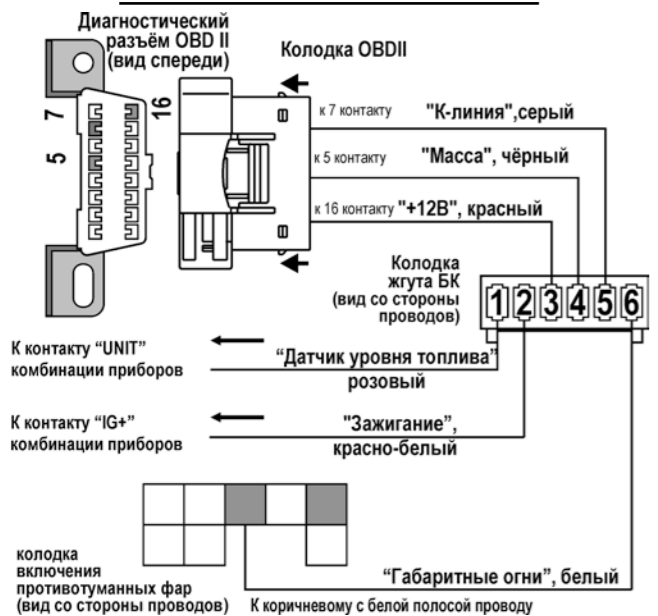 Диагностический
разъём OBD II
(вид спереди)
Колодка OBDII
7
16
5
к 7 контакту "К-линия",серый
к 5 контакту "Масса", чёрный
к 16 контакту "+12В", красный
Колодка
жгута БК
(вид со стороны
проводов)
1 2 3 4 5 6
К контакту “UNIT”
комбинации приборов
“Датчик уровня топлива”
розовый
К контакту “IG+”
комбинации приборов
"Зажигание",
красно-белый
колодка
включения
противотуманных фар
(вид со стороны проводов)
“Габаритные огни”, белый
К коричневому с белой полосой проводу